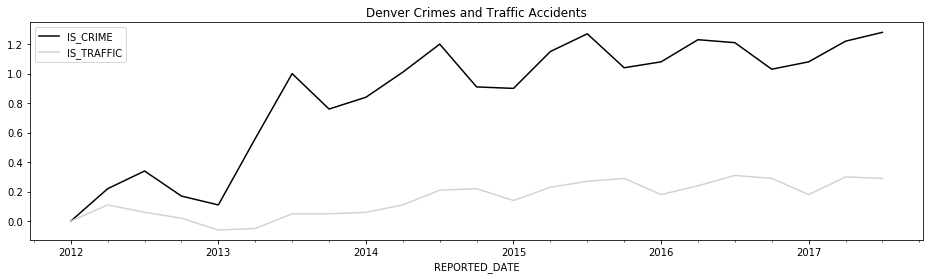 Denver Crimes and Traffic Accidents
IS_CRIME
IS_TRAFFIC
1.2
1.0
0.8
0.6
0.4
0.2
0.0
2012 2013 2014 2015 2016 2017
REPORTED_DATE